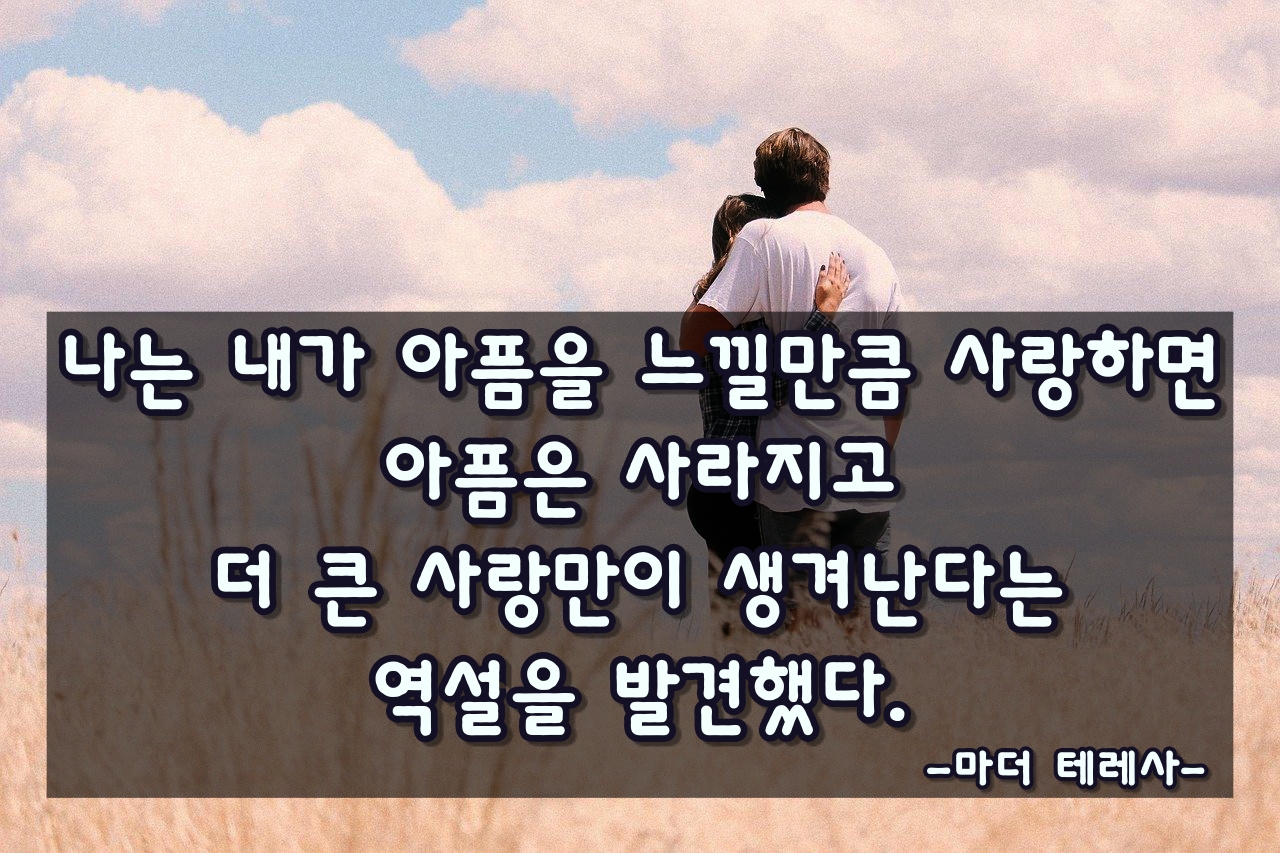 나는 내가 아픔을 느낄만큼 사랑하면
아픔은 사라지고
더 큰 사랑만이 생겨난다는
역설을 발견했다.
-마더 테레사-